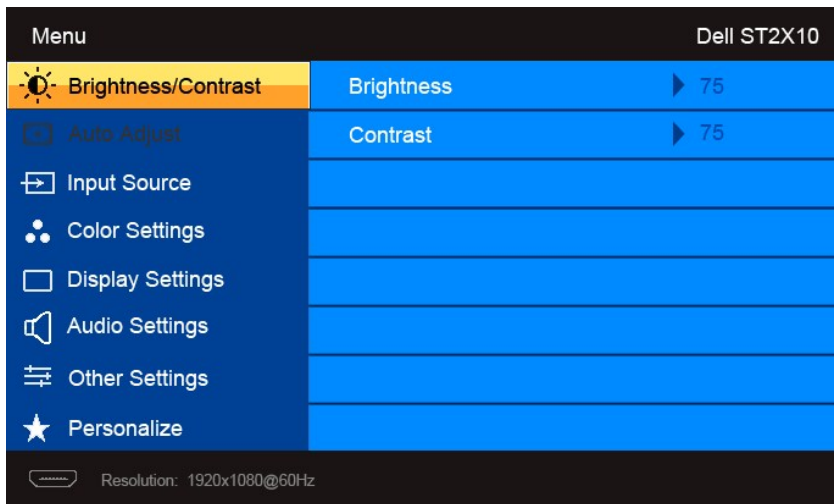 Menu Dell ST2X10
Brightness/Contrast Brightness 75
Auto Adjust Contrast 75
Input Source
Color Settings
Display Settings
Audio Settings
Other Settings
Personalize
Resolution: 1920x1080@60Hz